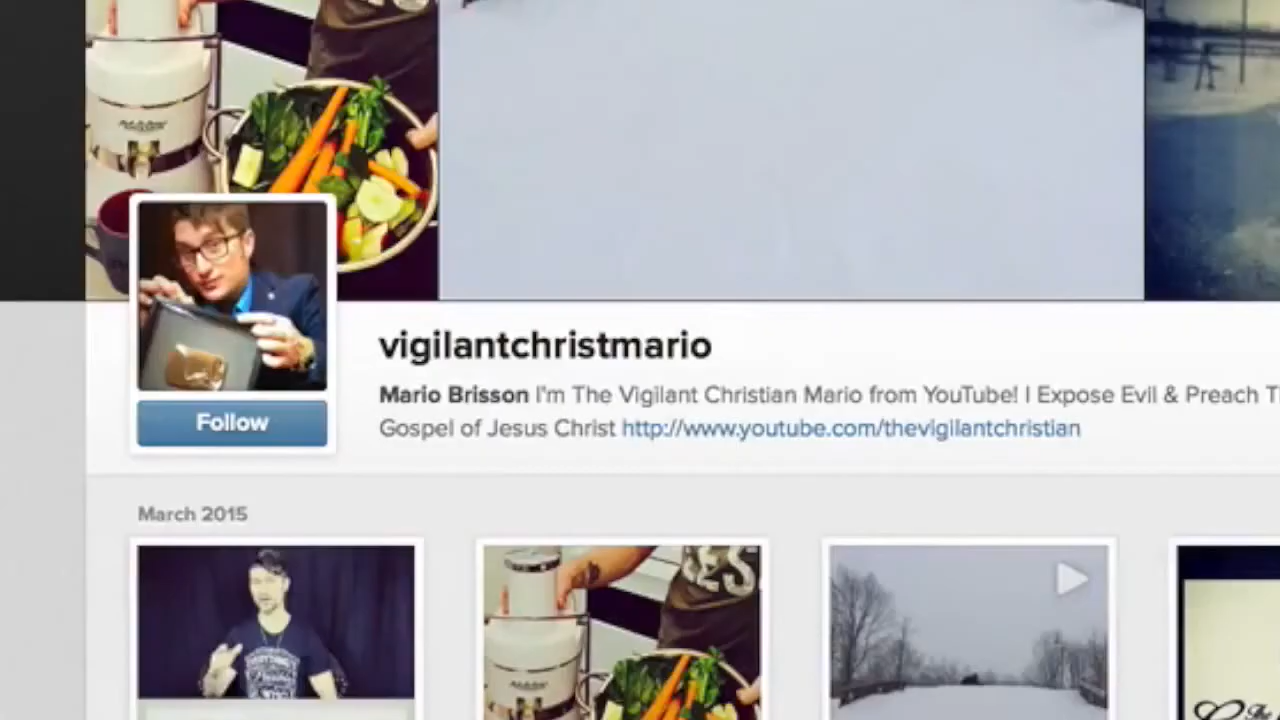 vigilantchristmario
Mario Brisson I'm The Vigilant Christian Mario from YouTube! I Expose Evil & Preach T
Gospel of Jesus Christ http://www.youtube.com/thevigilantchristian
Follow
March 2015
The